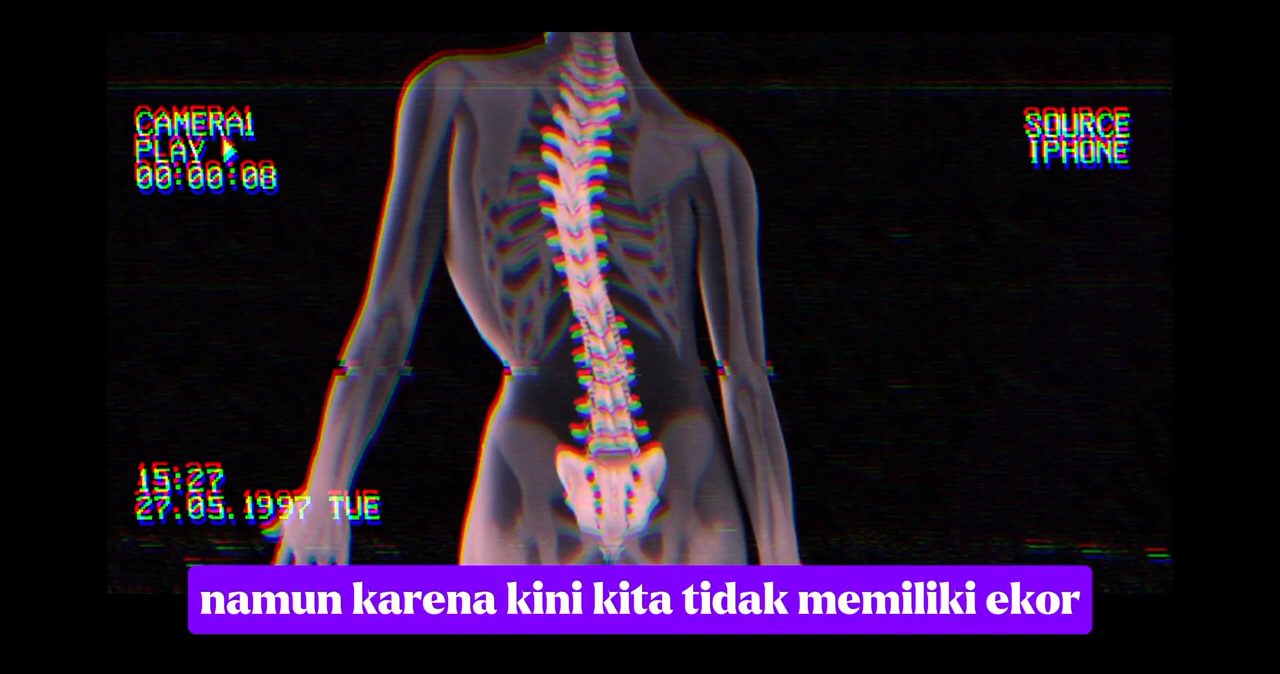 CAMERA1
PLAY
00:00:08
SOURCE
IPHONE
15:27
27.05.1997 TUE
namun karena kini kita tidak memiliki ekor